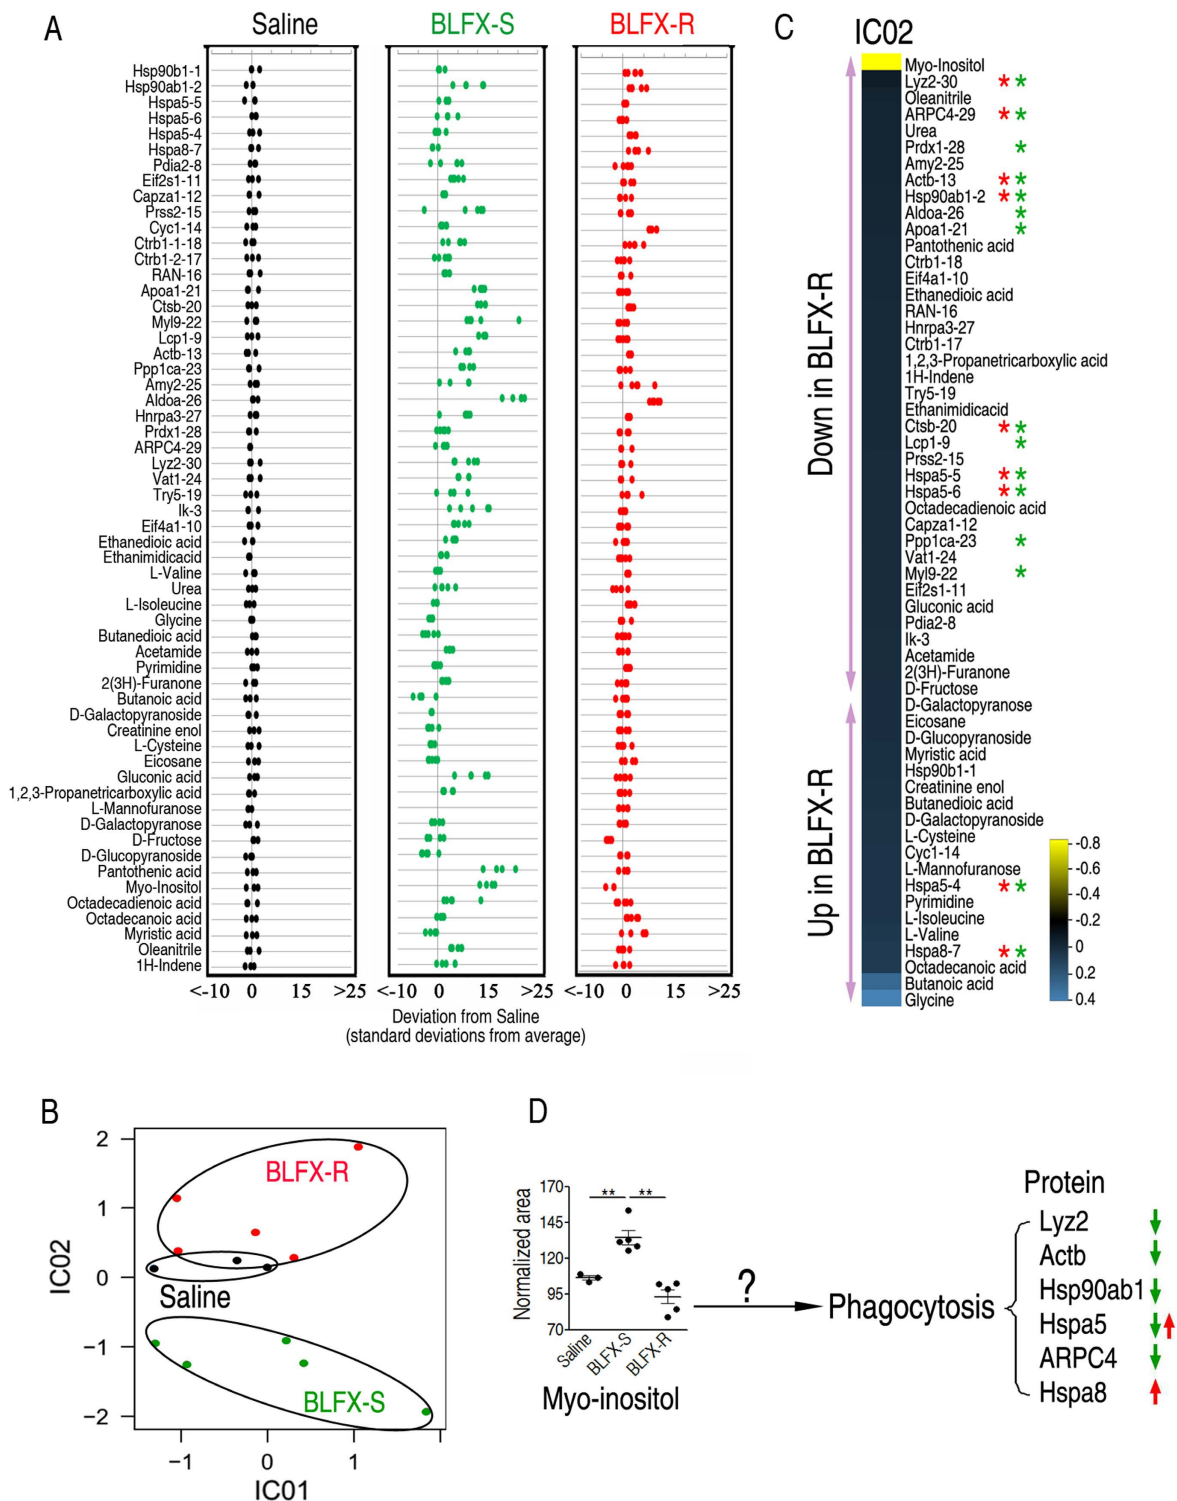 A
Saline
BLFX-S
BLFX-R
Hsp90b1-1
Hsp90ab1-2
Hspa5-5
Hspa5-6
Hspa5-4
Hspa8-7
Pdia2-8
Eif2s1-11
Capza1-12
Prss2-15
Cyc1-14
Ctrb1-1-18
Ctrb1-2-17
RAN-16
Apoa1-21
Ctsb-20
Myl9-22
Lcp1-9
Actb-13
Ppp1ca-23
Amy2-25
Aldoa-26
Hnrpa3-27
Prdx1-28
ARPC4-29
Lyz2-30
Vat1-24
Try5-19
Ik-3
Eif4a1-10
Ethanedioic acid
Ethanimidicacid
L-Valine
Urea
L-Isoleucine
Glycine
Butanedioic acid
Acetamide
Pyrimidine
2(3H)-Furanone
Butanoic acid
D-Galactopyranoside
Creatinine enol
L-Cysteine
Eicosane
Gluconic acid
1,2,3-Propanetricarboxylic acid
L-Mannofuranose
D-Galactopyranose
D-Fructose
D-Glucopyranoside
Pantothenic acid
Myo-Inositol
Octadecadienoic acid
Octadecanoic acid
Myristic acid
Oleanitrile
1H-Indene
<-10 0 15 >25
<-10 0 15 >25
<-10 0 15 >25
Deviation from Saline
(standard deviations from average)
C
IC02
Down in BLFX-R
Up in BLFX-R
Myo-Inositol
Lyz2-30 * *
Oleanitrile
ARPC4-29 * *
Urea
Prdx1-28 *
Amy2-25
Actb-13 * *
Hsp90ab1-2 * *
Aldoa-26 *
Apoa1-21 *
Pantothenic acid
Ctrb1-18
Eif4a1-10
Ethanedioic acid
RAN-16
Hnrpa3-27
Ctrb1-17
1,2,3-Propanetricarboxylic acid
1H-Indene
Try5-19
Ethanimidicacid
Ctsb-20 * *
Lcp1-9 *
Prss2-15
Hspa5-5 * *
Hspa5-6 * *
Octadecadienoic acid
Capza1-12
Ppp1ca-23 *
Vat1-24
Myl9-22 *
Eif2s1-11
Gluconic acid
Pdia2-8
Ik-3
Acetamide
2(3H)-Furanone
D-Fructose
D-Galactopyranose
Eicosane
D-Glucopyranoside
Myristic acid
Hsp90b1-1
Creatinine enol
Butanedioic acid
D-Galactopyranoside
L-Cysteine
Cyc1-14
L-Mannofuranose
Hspa5-4 * *
Pyrimidine
L-Isoleucine
L-Valine
Hspa8-7 * *
Octadecanoic acid
Butanoic acid
Glycine
-0.8
-0.6
-0.4
-0.2
0
0.2
0.4
B
IC02
2
1
0
−1
−2
BLFX-R
Saline
BLFX-S
−1 0 1
IC01
D
Normalized area
170
145
120
95
70
** **
Saline
BLFX-S
BLFX-R
Myo-inositol
?
Phagocytosis
Protein
Lyz2
Actb
Hsp90ab1
Hspa5
ARPC4
Hspa8